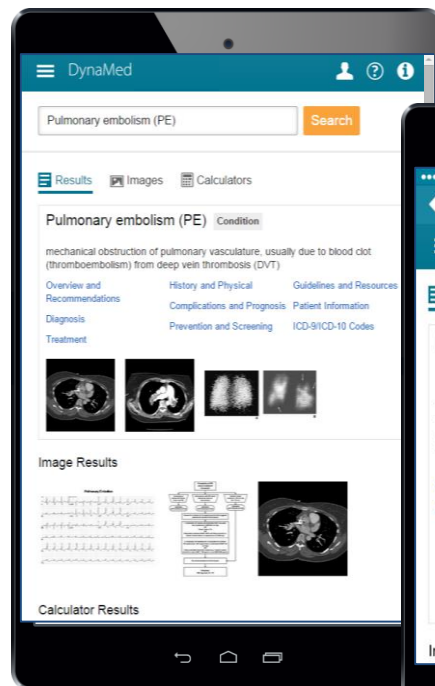 DynaMed
Pulmonary embolism (PE)
Search
Results Images Calculators
Pulmonary embolism (PE) Condition
mechanical obstruction of pulmonary vasculature, usually due to blood clot
(thromboembolism) from deep vein thrombosis (DVT)
Overview and
Recommendations
Diagnosis
Treatment
History and Physical
Complications and Prognosis
Prevention and Screening
Guidelines and Resources
Patient Information
ICD-9/ICD-10 Codes
Image Results
Calculator Results